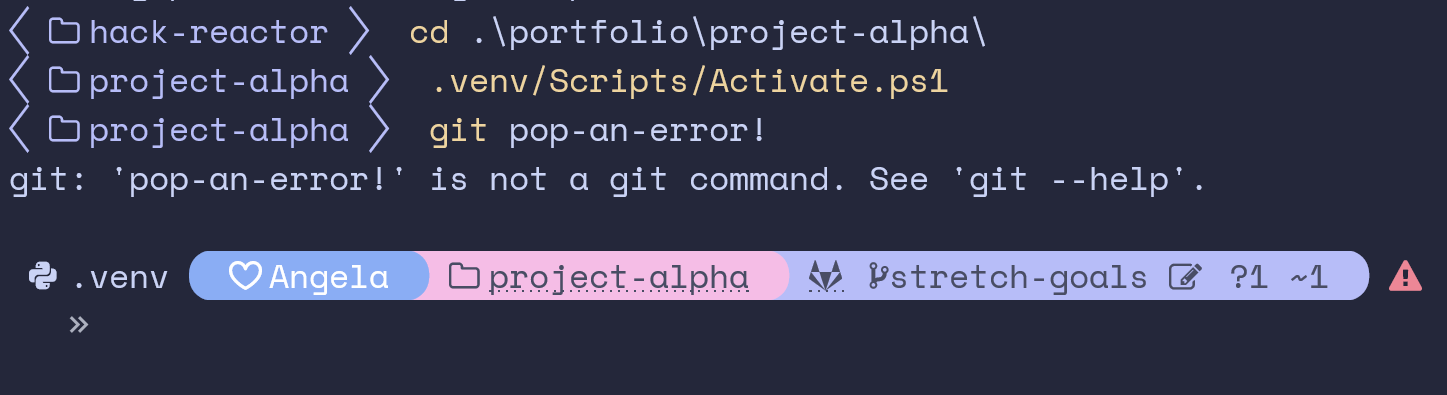 hack-reactor cd .\portfolio\project-alpha\
project-alpha .venv/Scripts/Activate.ps1
project-alpha git pop-an-error!
git: 'pop-an-error!' is not a git command. See 'git --help'.
.venv Angela project-alpha stretch-goals ?1 ~1
»